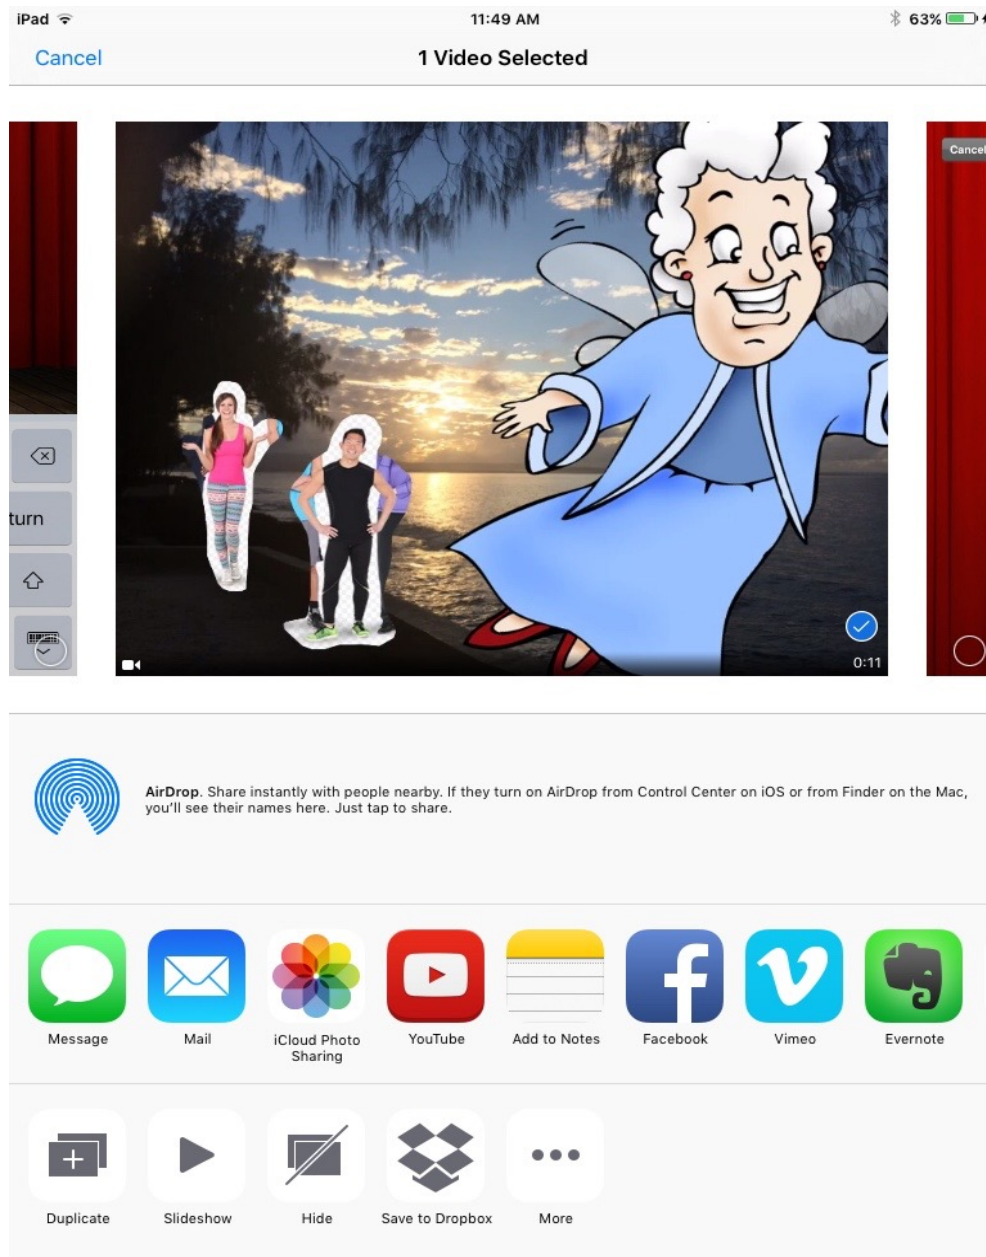 iPad 11:49 AM 63%
Cancel 1 Video Selected
Cancel
turn
0:11
AirDrop. Share instantly with people nearby. If they turn on AirDrop from Control Center on iOS or from Finder on the Mac,
you'll see their names here. Just tap to share.
Message Mail iCloud Photo YouTube Add to Notes Facebook Vimeo Evernote
Sharing
Duplicate Slideshow Hide Save to Dropbox More